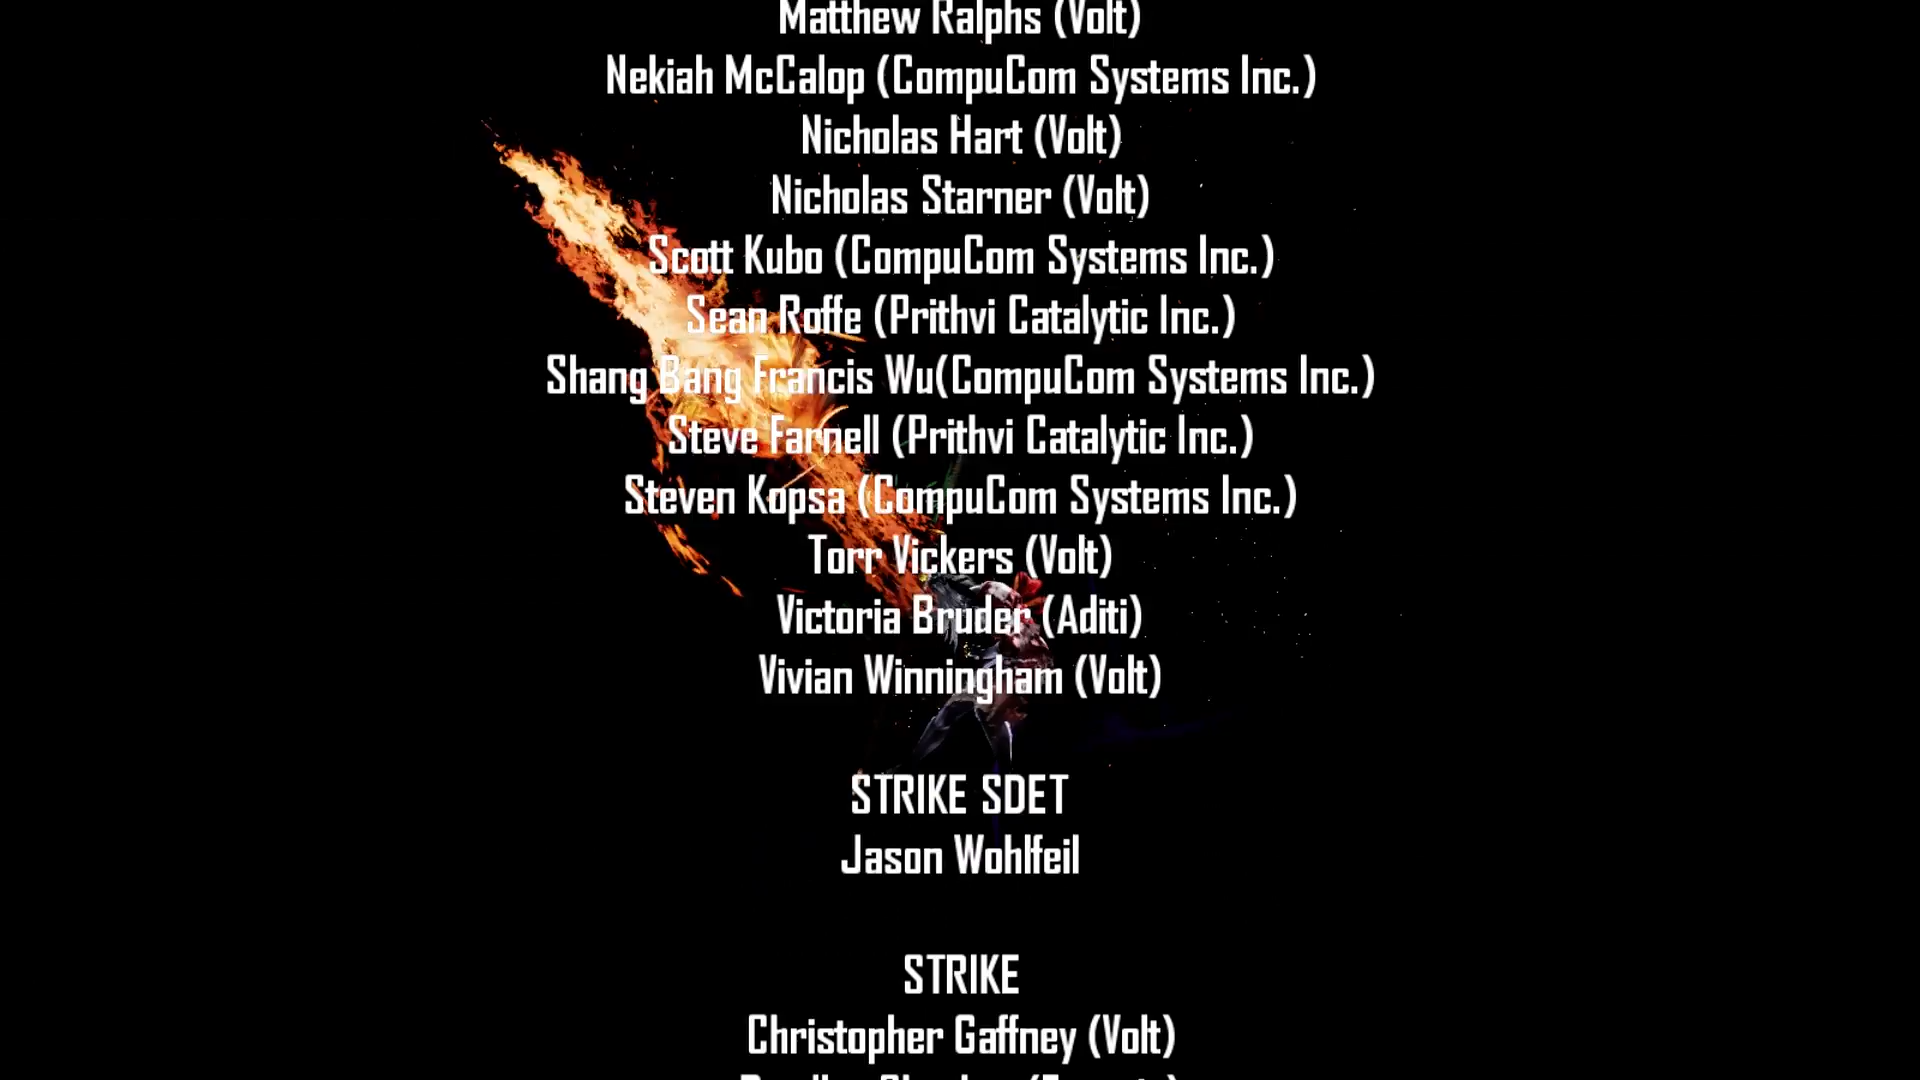 Matthew Ralphs (Volt)
Nekiah McCalop (CompuCom Systems Inc.)
Nicholas Hart (Volt)
Nicholas Starner (Volt)
Scott Kubo (CompuCom Systems Inc.)
Sean Roffe (Prithvi Catalytic Inc.)
Shang Bang Francis Wu(CompuCom Systems Inc.)
Steve Farnell (Prithvi Catalytic Inc.)
Steven Kopsa (CompuCom Systems Inc.)
Torr Vickers (Volt)
Victoria Bruder (Aditi)
Vivian Winningham (Volt)
STRIKE SDET
Jason Wohlfeil
STRIKE
Christopher Gaffney (Volt)